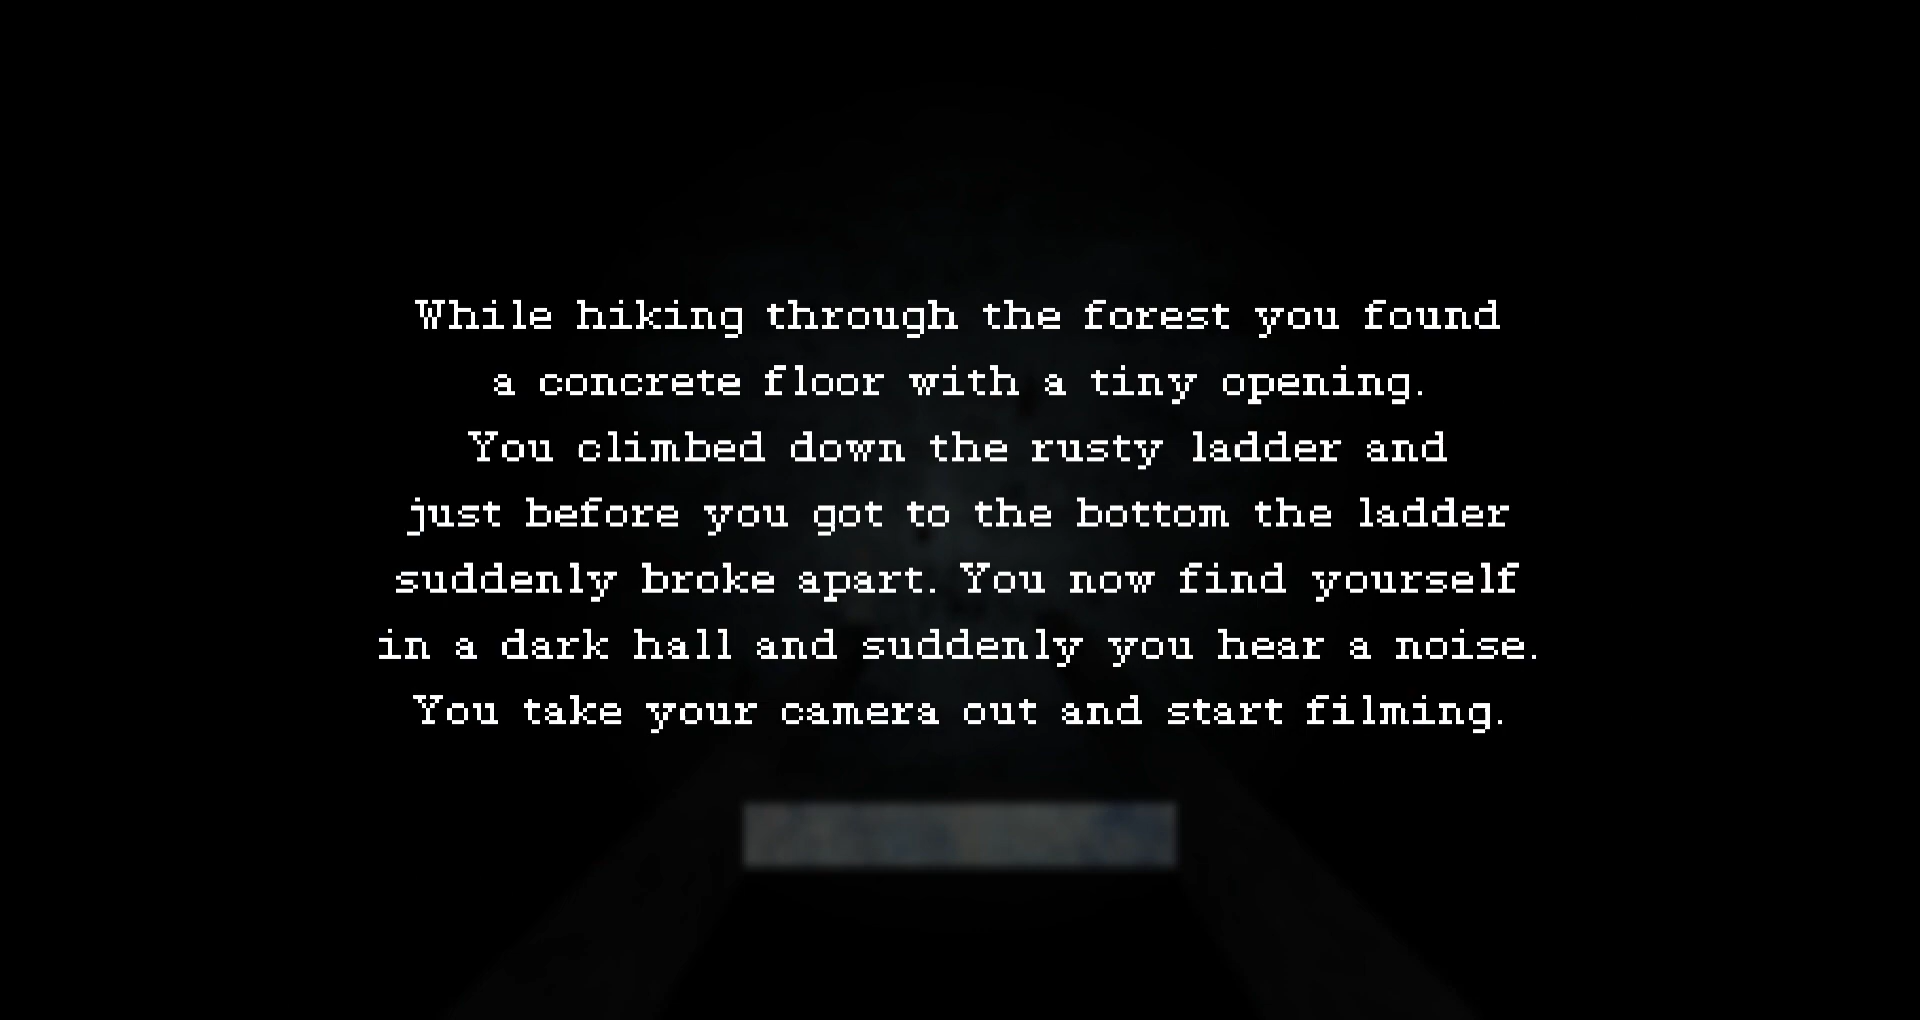 While hiking through the forest you found
a concrete floor with a tiny opening.
You climbed down the rusty ladder and
just before you got to the bottom the ladder
suddenly broke apart. You now find yourself
in a dark hall and suddenly you hear a noise.
You take your camera out and start filming.